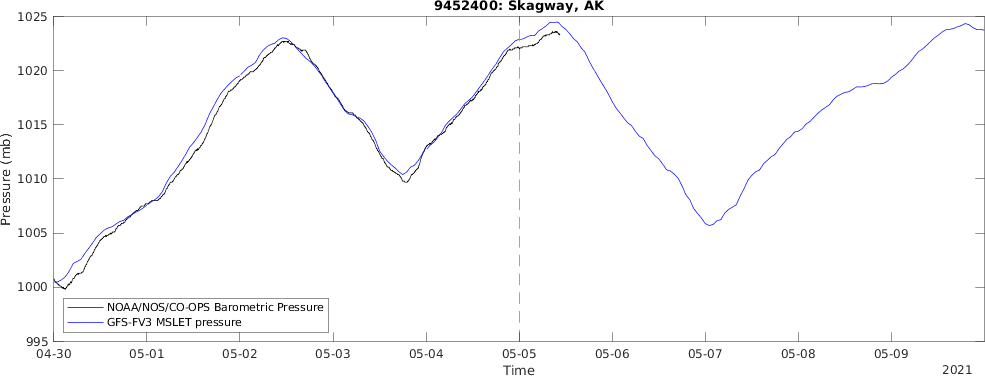 9452400: Skagway, AK
1025
1020
1015
1010
1005
1000
995
Pressure (mb)
NOAA/NOS/CO-OPS Barometric Pressure
GFS-FV3 MSLET pressure
04-30 05-01 05-02 05-03 05-04 05-05 05-06 05-07 05-08 05-09
Time
2021